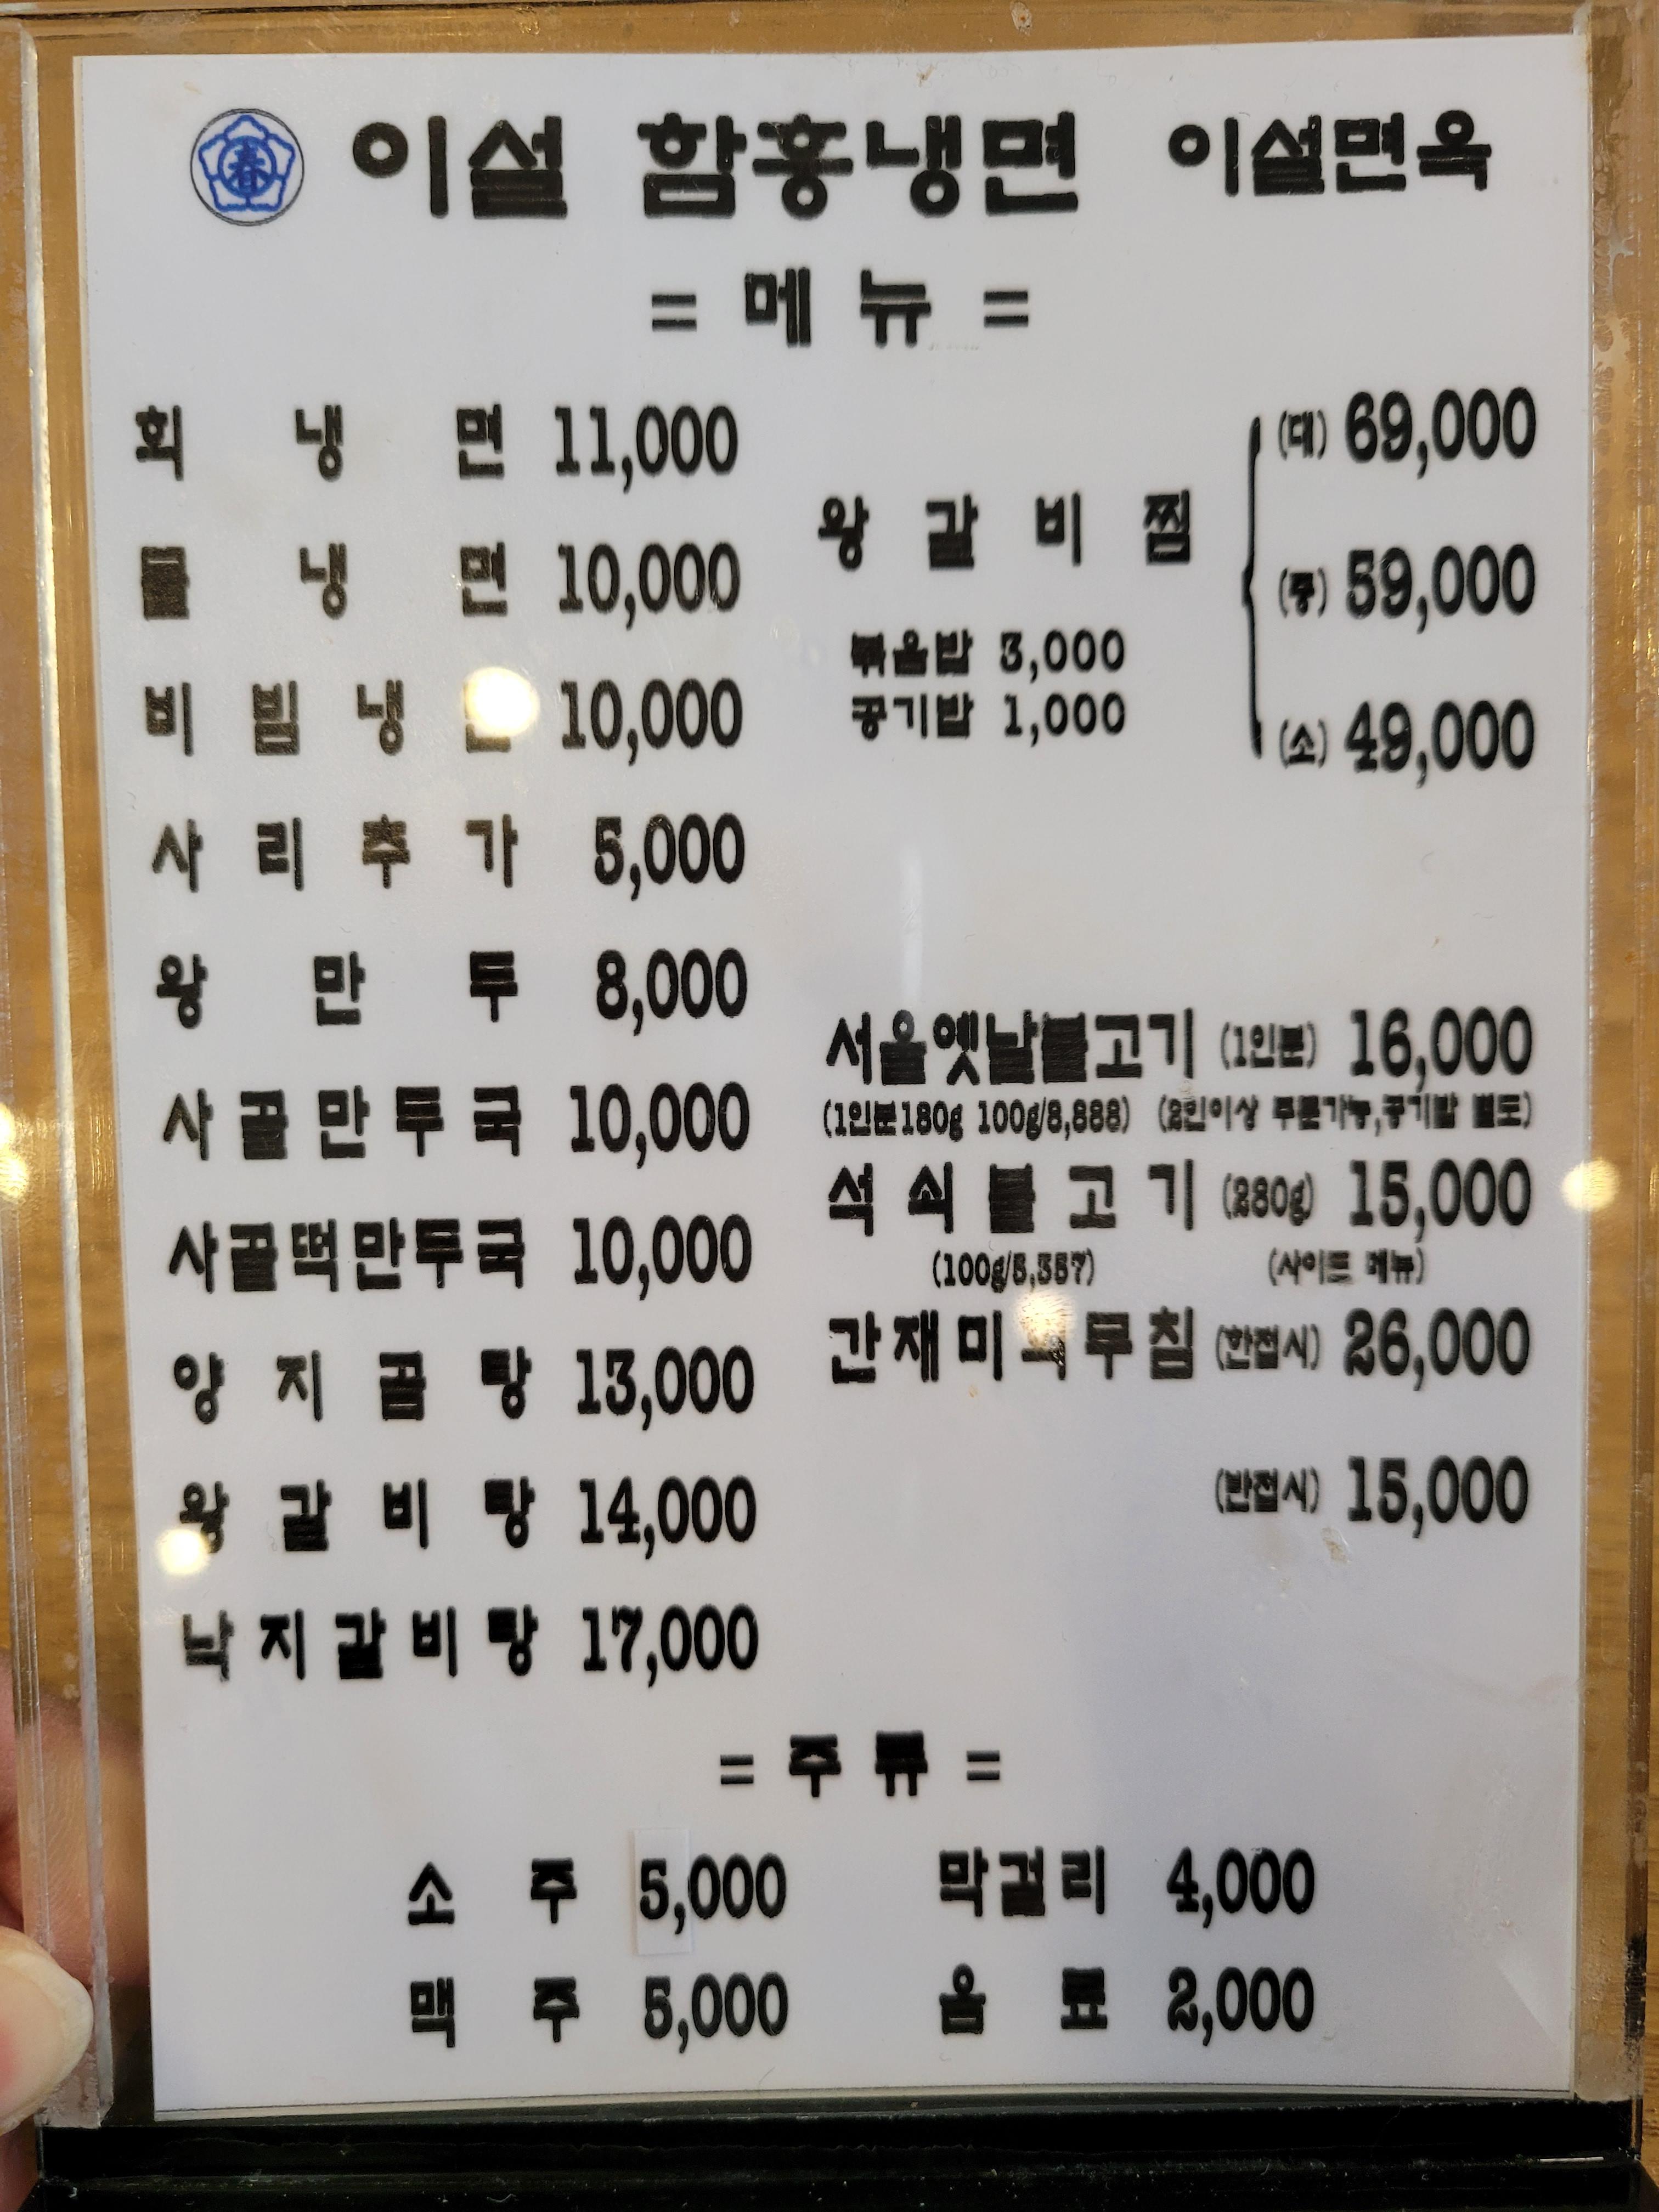 春 이설 함흥냉면 이설면옥
= 메뉴 =
회냉면 11,000
물냉면 10,000
비빔냉 10,000
사리추가 5,000
왕만두 8,000
사골만두국 10,000
사골떡만두국 10,000
양지곰탕 13,000
왕갈비탕 14,000
낙지갈비탕 17,000
왕갈비찜
(대) 69,000
(중) 59,000
(소) 49,000
볶음밥 3,000
공기밥 1,000
서울옛날불고기 (1인분) 16,000
(1인분180g 100g/8,888) (2인이상 주문가능,공기밥 별도)
석쇠불고기 (280g) 15,000
(100g/5,357) (사이드 메뉴)
간재미 무침 (한접시) 26,000
(반접시) 15,000
= 주류 =
소주 5,000 막걸리 4,000
맥주 5,000 음료 2,000